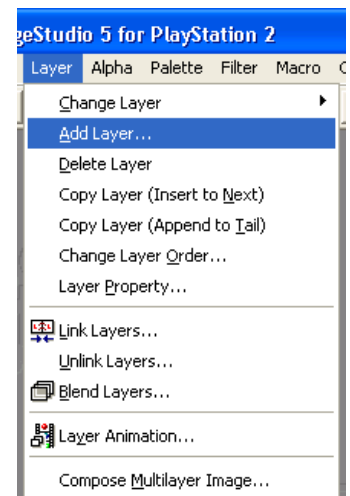 geStudio 5 for PlayStation 2
Layer Alpha Palette Filter Macro
Change Layer
Add Layer...
Delete Layer
Copy Layer (Insert to Next)
Copy Layer (Append to Tail)
Change Layer Order...
Layer Property...
Link Layers...
Unlink Layers...
Blend Layers...
Layer Animation...
Compose Multilayer Image...